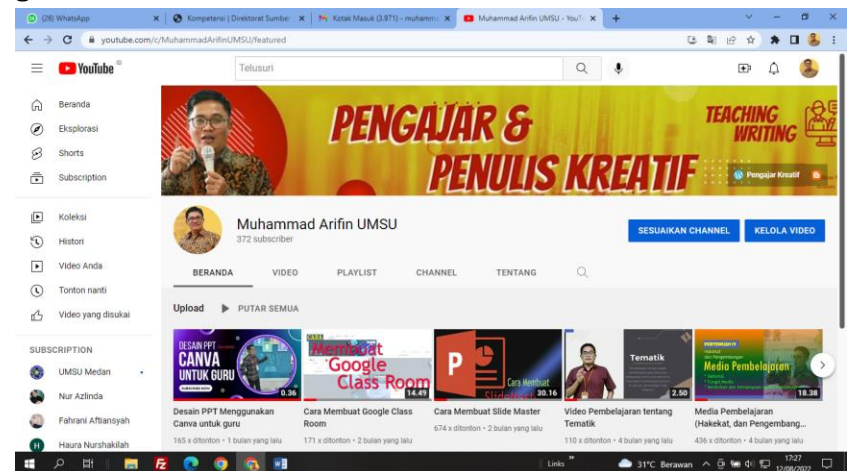 (26) WhatsApp
Kompetensi | Direktorat Sumber
Kotak Masuk (3.971) - muhamm
Muhammad Arifin UMSU - YouT
youtube.com/c/MuhammadArifinUMSU/featured
YouTube
Telusuri
Beranda
Eksplorasi
Shorts
Subscription
Koleksi
Histori
Video Anda
Tonton nanti
Video yang disukai
SUBSCRIPTION
UMSU Medan
Nur Azlinda
Fahrani Aftiansyah
Haura Nurshakilah
PENGAJAR &
PENULIS KREATIF
TEACHING
WRITING
Pengajar Kreatif
Muhammad Arifin UMSU
372 subscriber
SESUAIKAN CHANNEL
KELOLA VIDEO
BERANDA VIDEO PLAYLIST CHANNEL TENTANG
Upload PUTAR SEMUA
DESAIN PPT
CANVA
UNTUK GURU
0.36
Desain PPT Menggunakan
Canva untuk guru
165 x ditonton • 1 bulan yang lalu
CARA
Membuat
Google
Class Room
14.49
Cara Membuat Google Class
Room
171 x ditonton • 2 bulan yang lalu
P
Cara Membuat
30.16
Cara Membuat Slide Master
674 x ditonton • 2 bulan yang lalu
Tematik
2.50
Video Pembelajaran tentang
Tematik
110 x ditonton • 4 bulan yang lalu
Media Pembelajaran
18.38
Media Pembelajaran
(Hakekat, dan Pengembang...
436 x ditonton • 4 bulan yang lalu
Links
31°C Berawan
17:27
12/08/2022